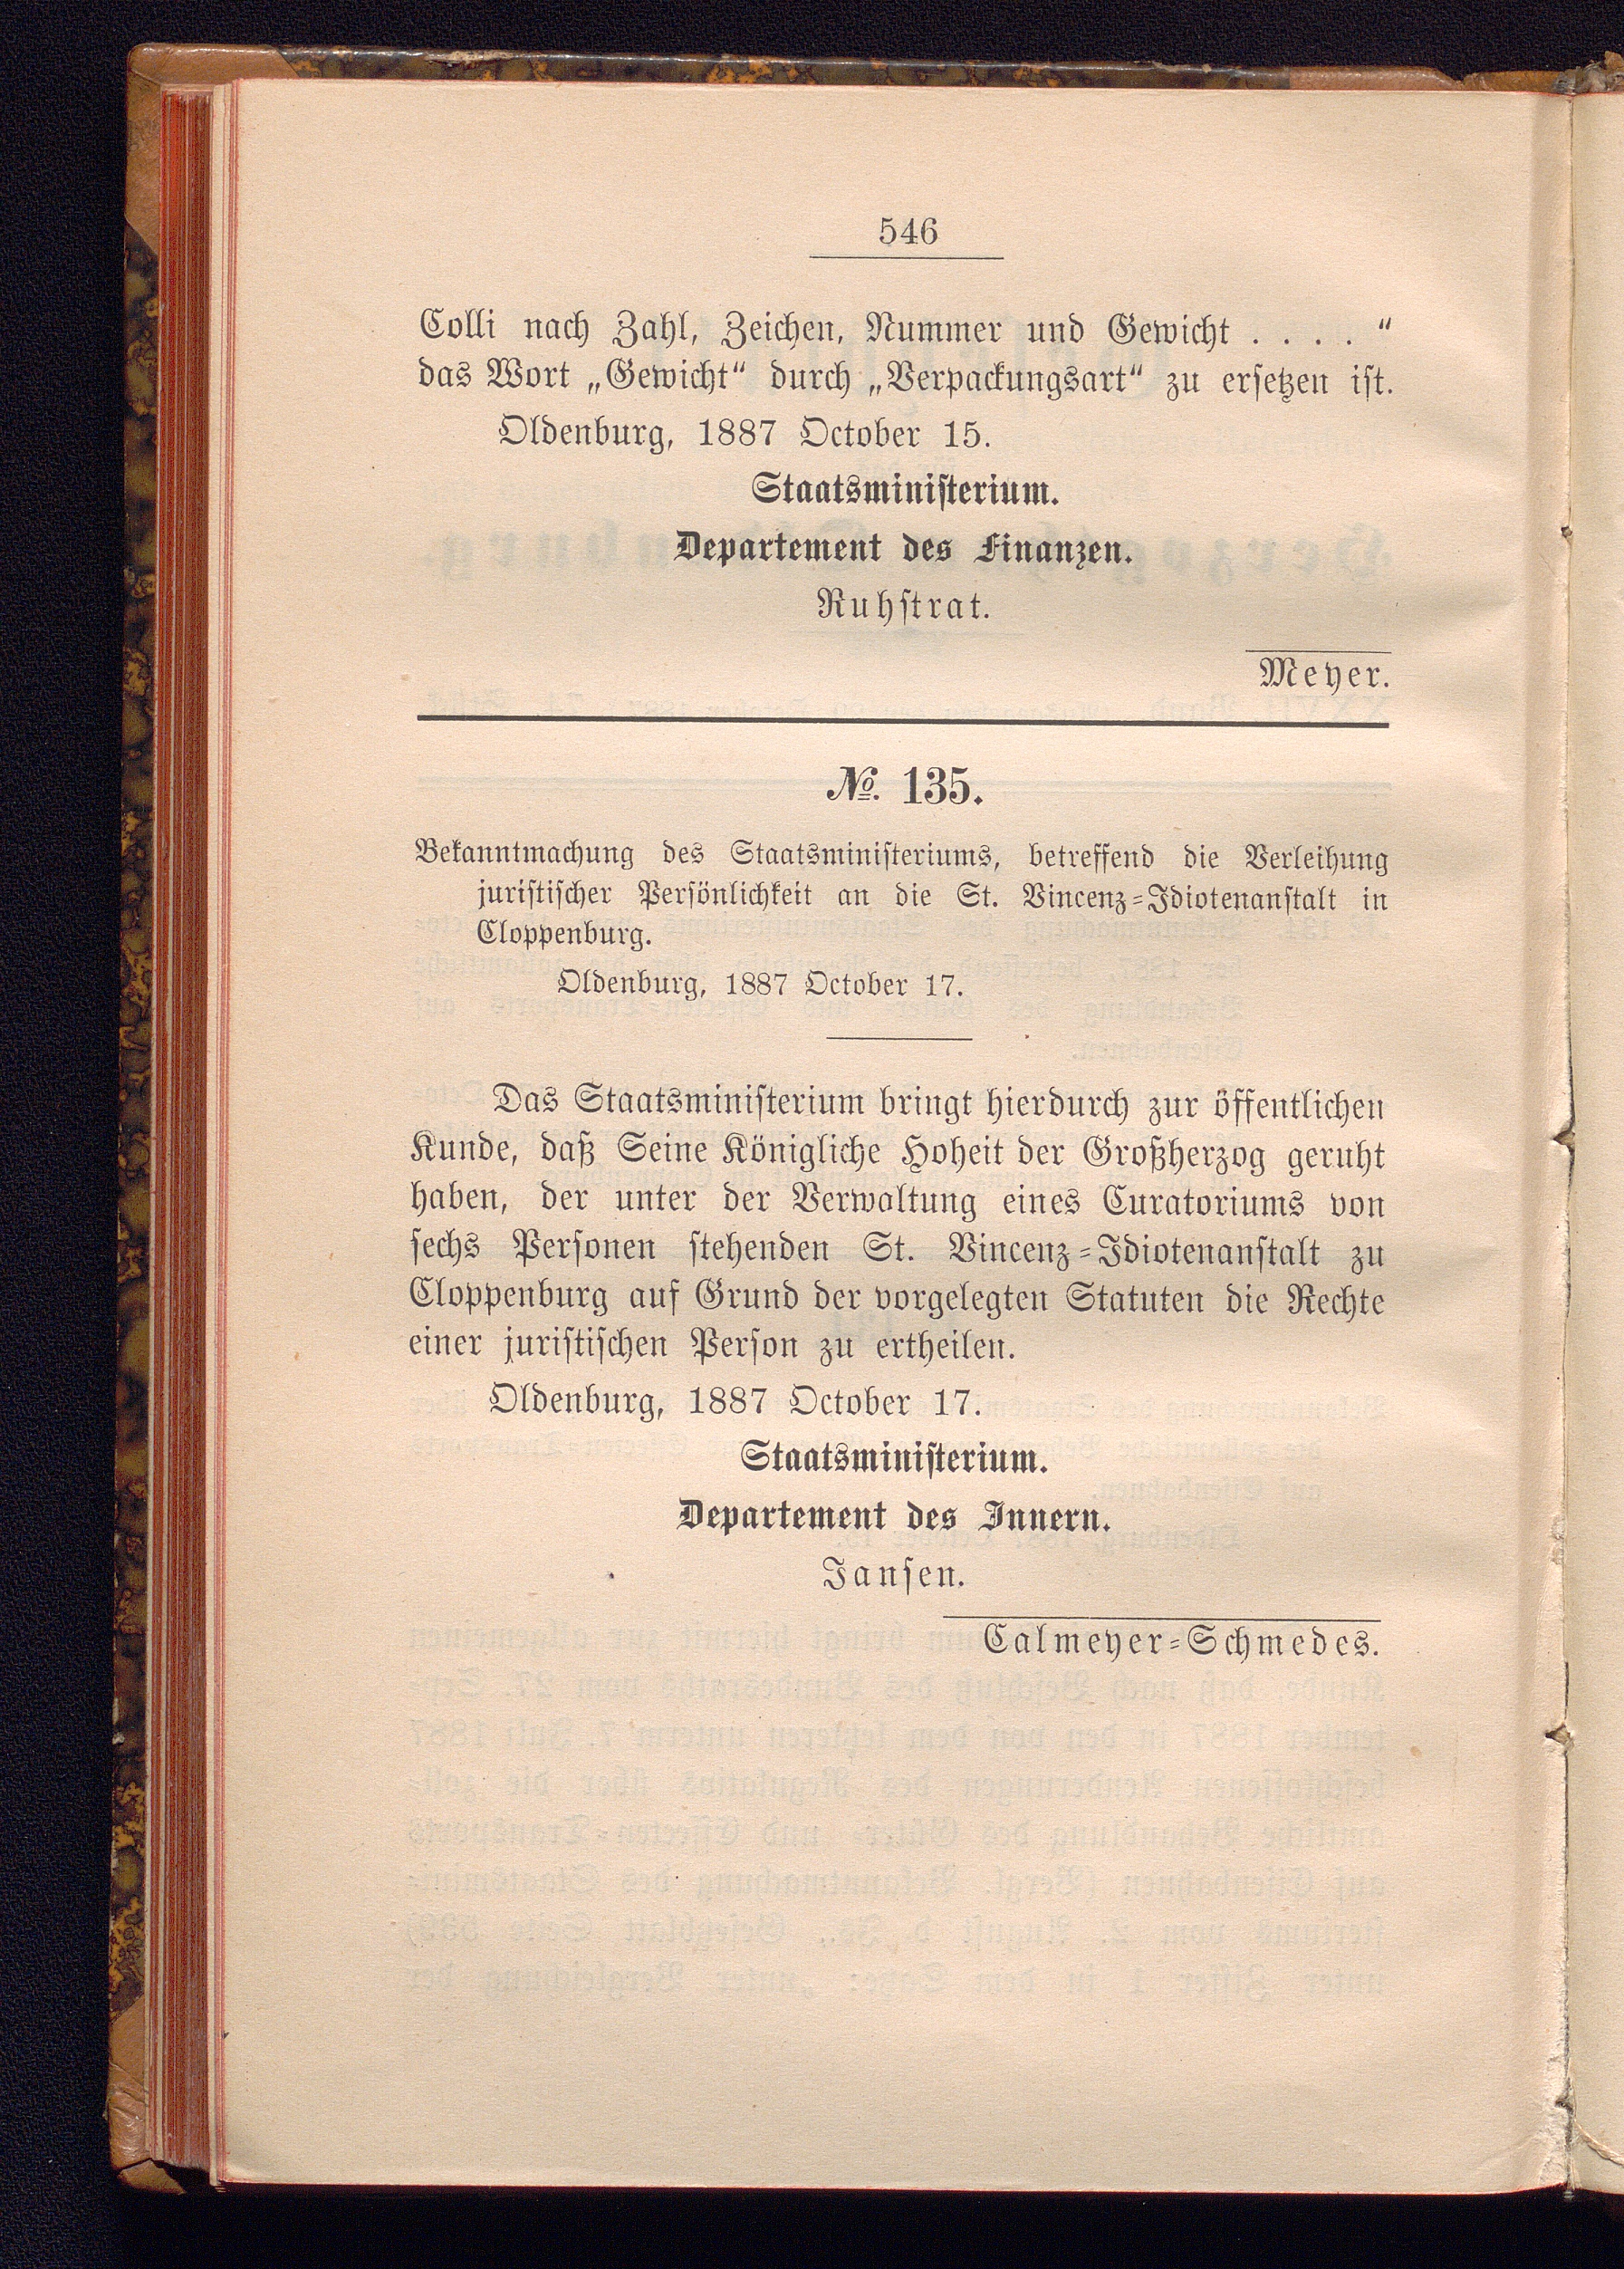 546
Colli nach Zahl, Zeichen, Nummer und Gewicht . . . . “
das Wort „Gewicht“ durch „Verpackungsart“ zu ersetzen ist.
Oldenburg, 1887 October 15.
Staatsministerium.
Departement des Finanzen.
Ruhstrat.
Meyer.
№. 135.
Bekanntmachung des Staatsministeriums, betreffend die Verleihung
juristischer Persönlichkeit an die St. Vincenz-Idiotenanstalt in
Cloppenburg.
Oldenburg, 1887 October 17.
Das Staatsministerium bringt hierdurch zur öffentlichen
Kunde, daß Seine Königliche Hoheit der Großherzog geruht
haben, der unter der Verwaltung eines Curatoriums von
sechs Personen stehenden St. Vincenz-Idiotenanstalt zu
Cloppenburg auf Grund der vorgelegten Statuten die Rechte
einer juristischen Person zu ertheilen.
Oldenburg, 1887 October 17.
Staatsministerium.
Departement des Innern.
Jansen.
Calmeyer-Schmedes.